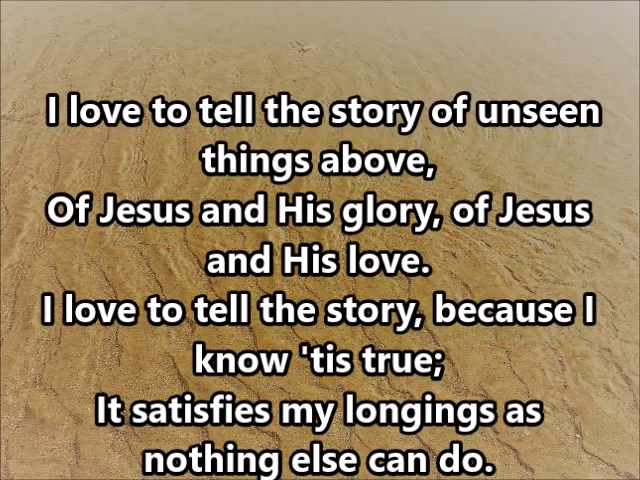 I love to tell the story of unseen
things above,
Of Jesus and His glory, of Jesus
and His love.
I love to tell the story, because I
know 'tis true;
It satisfies my longings as
nothing else can do.